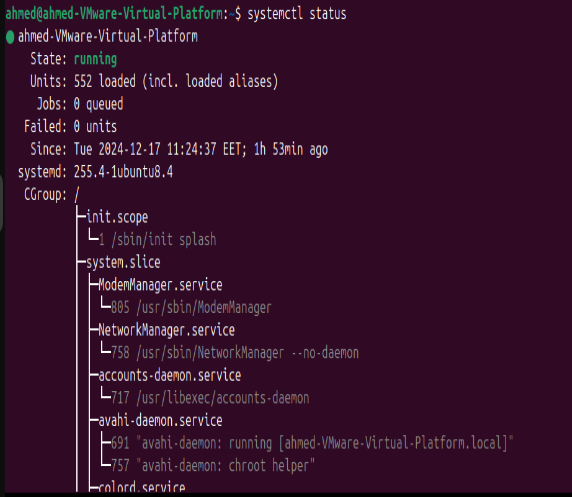 ahmed@ahmed-VMware-Virtual-Platform:~$ systemctl status
● ahmed-VMware-Virtual-Platform
State: running
Units: 552 loaded (incl. loaded aliases)
Jobs: 0 queued
Failed: 0 units
Since: Tue 2024-12-17 11:24:37 EET; 1h 53min ago
systemd: 255.4-1ubuntu8.4
CGroup: /
├─init.scope
│ └─1 /sbin/init splash
├─system.slice
│ ├─ModemManager.service
│ │ └─805 /usr/sbin/ModemManager
│ ├─NetworkManager.service
│ │ └─758 /usr/sbin/NetworkManager --no-daemon
│ ├─accounts-daemon.service
│ │ └─717 /usr/libexec/accounts-daemon
│ ├─avahi-daemon.service
│ │ ├─691 "avahi-daemon: running [ahmed-VMware-Virtual-Platform.local]"
│ │ └─757 "avahi-daemon: chroot helper"
│ ├─colord.service